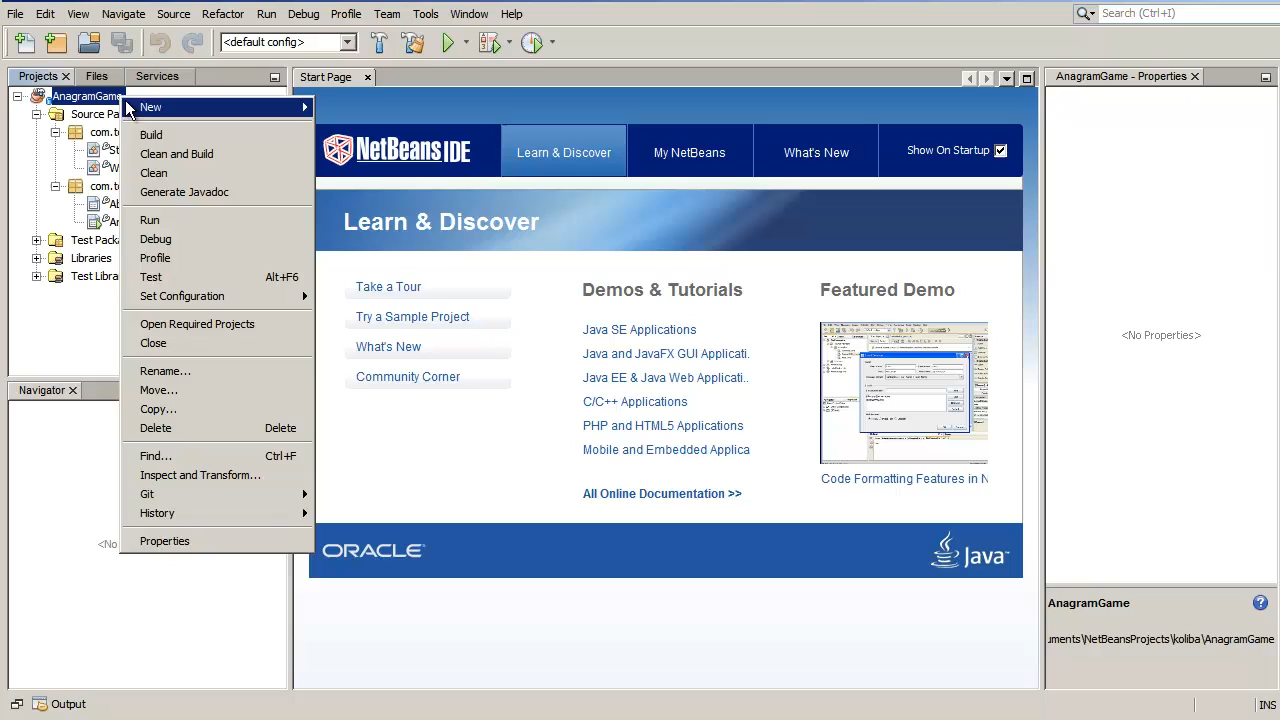 File Edit View Navigate Source Refactor Run Debug Profile Team Tools Window Help
Search (Ctrl+I)
<default config>
Projects Files Services
Start Page
AnagramGame - Properties
AnagramGame
Source Pa
com.t
St
W
com.t
Ab
An
Test Packa
Libraries
Test Libra
New
Build
Clean and Build
Clean
Generate Javadoc
Run
Debug
Profile
Test Alt+F6
Set Configuration
Open Required Projects
Close
Rename...
Move...
Copy...
Delete Delete
Find... Ctrl+F
Inspect and Transform...
Git
History
Properties
Navigator
<No
NetBeans IDE
Learn & Discover
My NetBeans
What's New
Show On Startup
Learn & Discover
Take a Tour
Try a Sample Project
What's New
Community Corner
Demos & Tutorials
Java SE Applications
Java and JavaFX GUI Applicati.
Java EE & Java Web Applicati..
C/C++ Applications
PHP and HTML5 Applications
Mobile and Embedded Applica
All Online Documentation >>
Featured Demo
Code Formatting Features in N
ORACLE
Java
<No Properties>
AnagramGame
uments\NetBeansProjects\koliba\AnagramGame
Output
INS